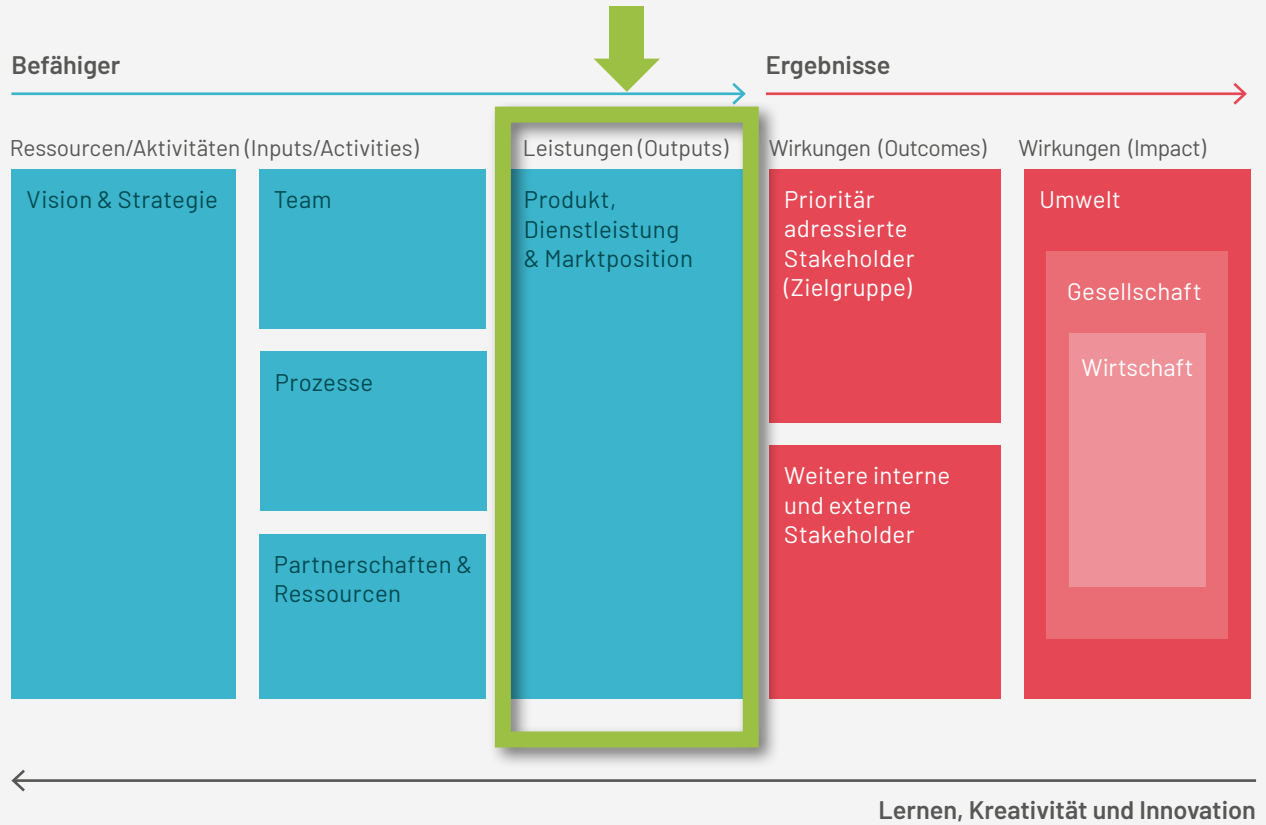 Befähiger
Ergebnisse
Ressourcen/Aktivitäten (Inputs/Activities)
Leistungen (Outputs)
Wirkungen (Outcomes)
Wirkungen (Impact)
Vision & Strategie
Team
Prozesse
Partnerschaften &
Ressourcen
Produkt,
Dienstleistung
& Marktposition
Prioritär
adressierte
Stakeholder
(Zielgruppe)
Weitere interne
und externe
Stakeholder
Umwelt
Gesellschaft
Wirtschaft
Lernen, Kreativität und Innovation